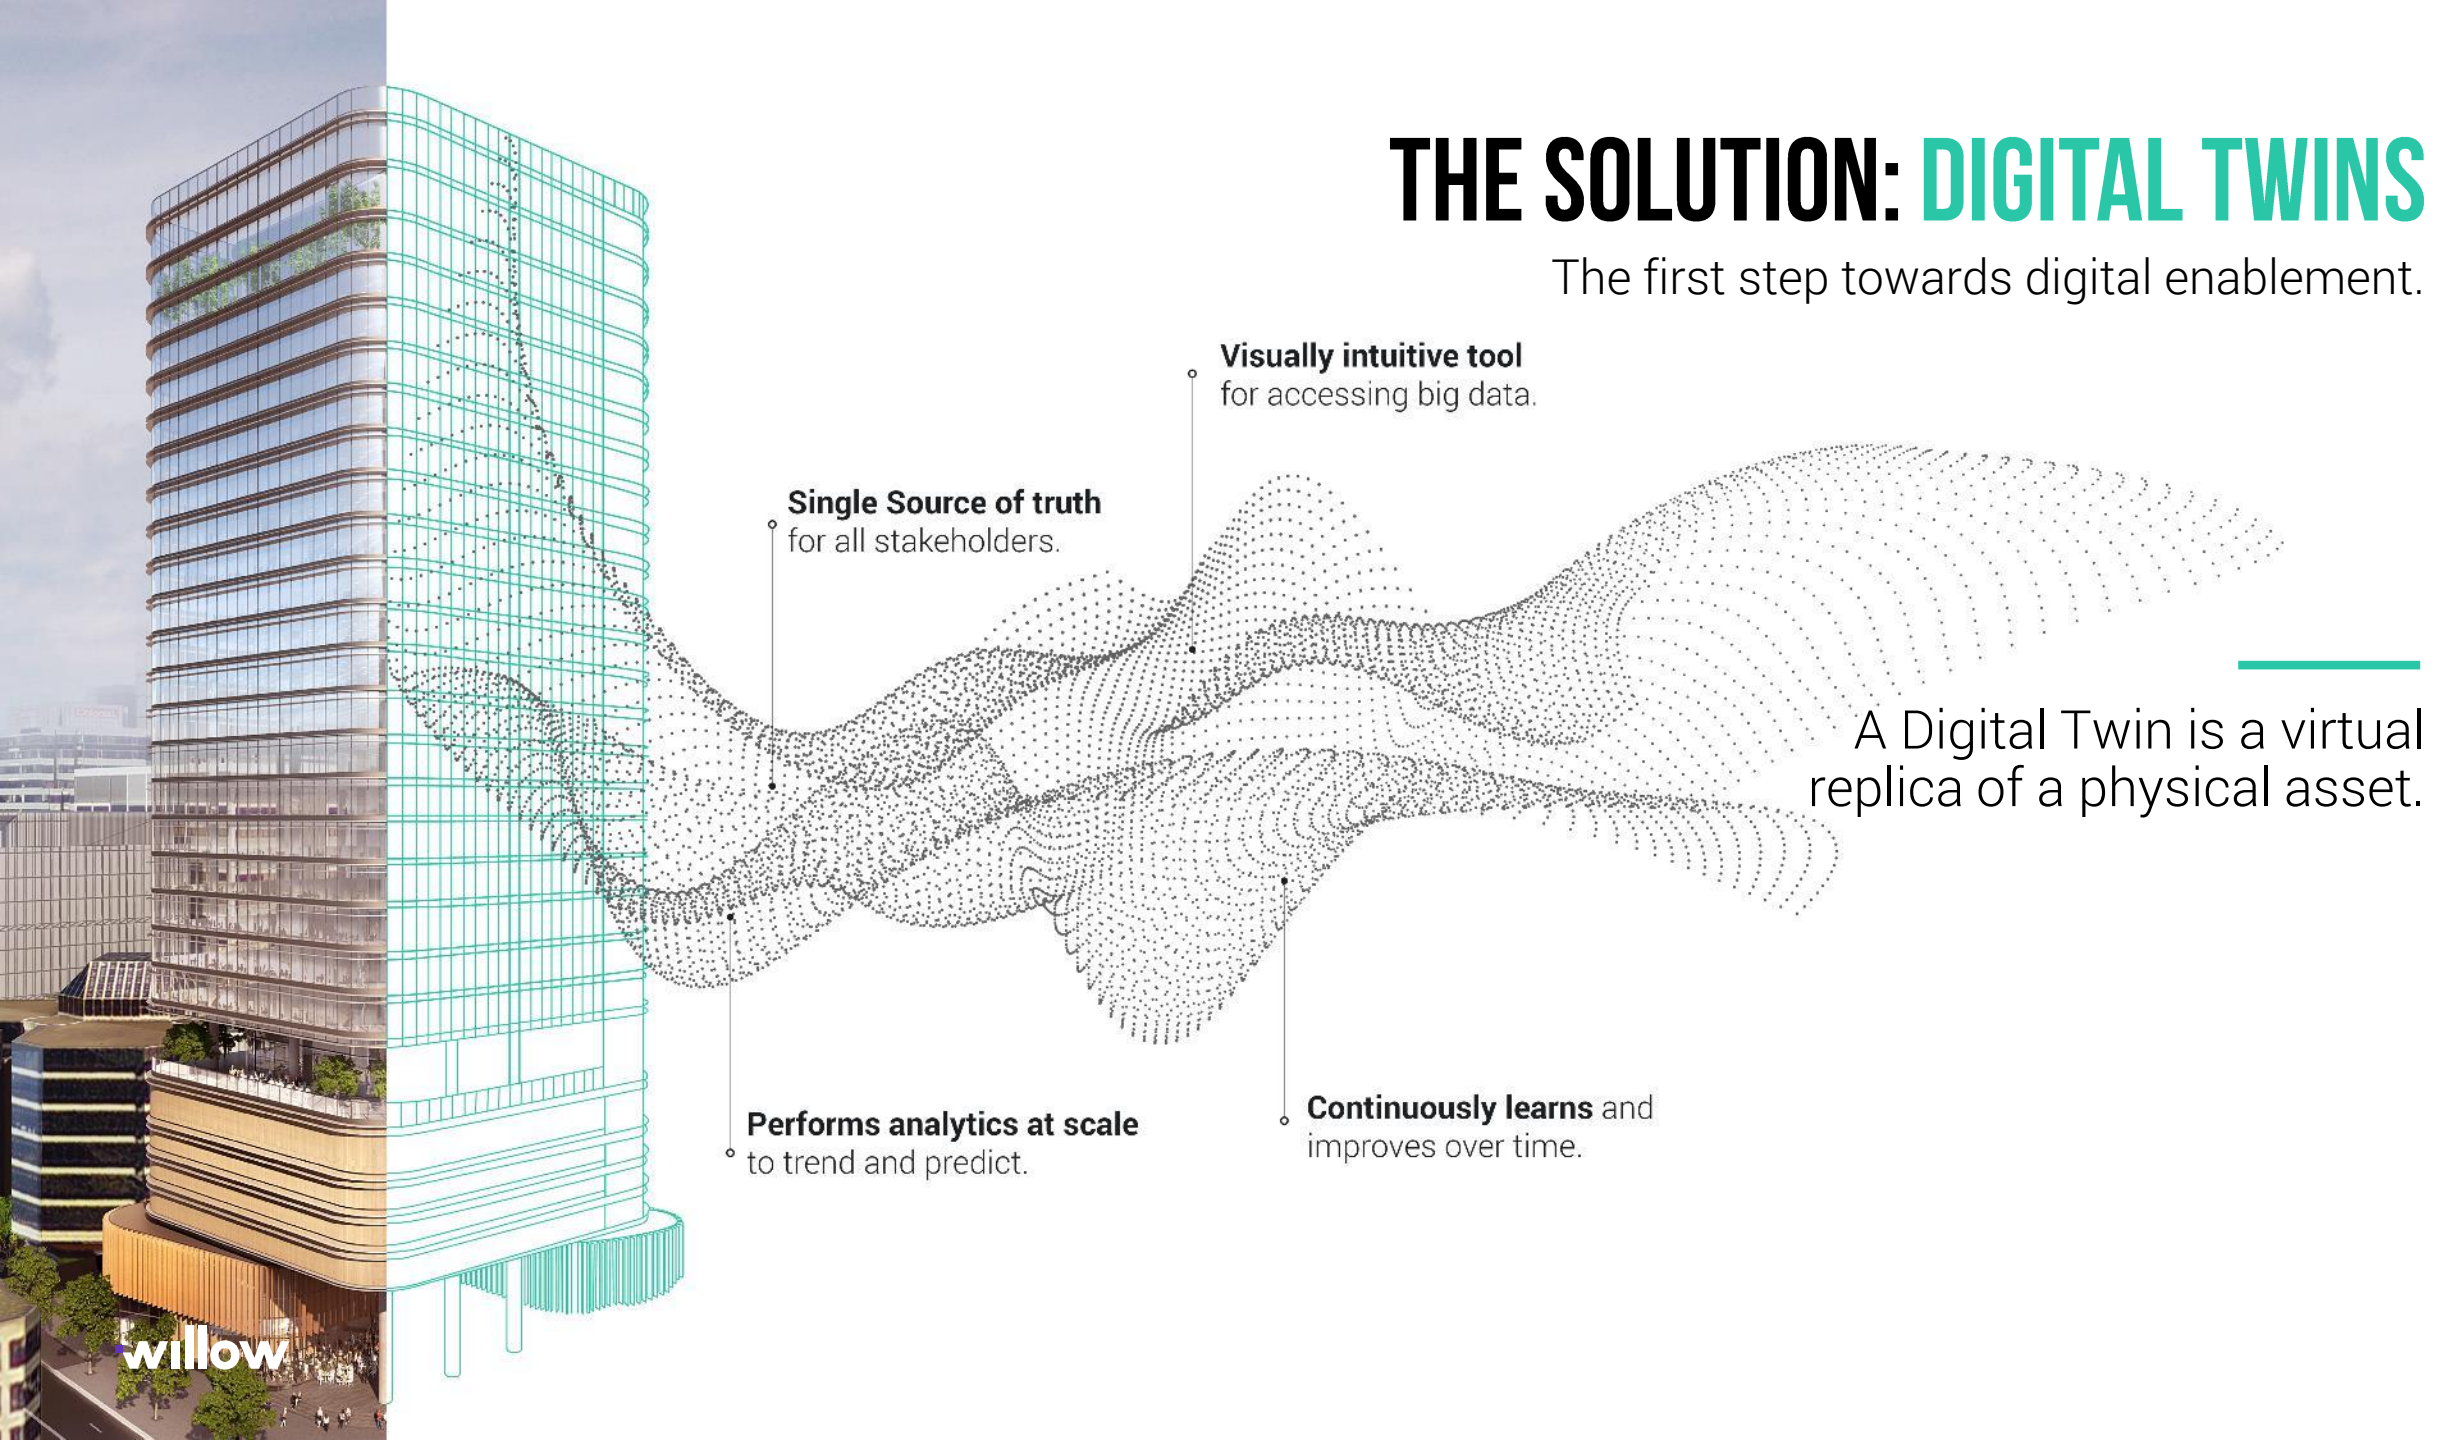 THE SOLUTION: DIGITAL TWINS
The first step towards digital enablement.
Visually intuitive tool
for accessing big data.
Single Source of truth
for all stakeholders.
A Digital Twin is a virtual
replica of a physical asset.
Performs analytics at scale
to trend and predict.
Continuously learns and
improves over time.
willow